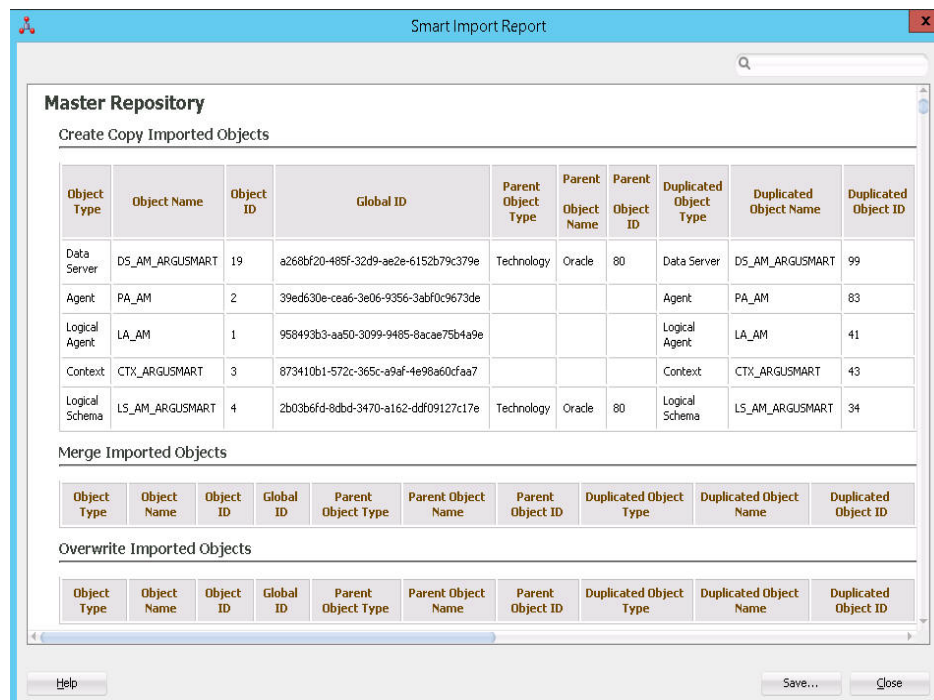 Smart Import Report
x
Master Repository
Create Copy Imported Objects
Object Type Object Name Object ID Global ID Parent Object Type Parent Object Name Parent Object ID Duplicated Object Type Duplicated Object Name Duplicated Object ID
Data Server DS_AM_ARGUSMART 19 a268bf20-485f-32d9-ae2e-6152b79c379e Technology Oracle 80 Data Server DS_AM_ARGUSMART 99
Agent PA_AM 2 39ed630e-cea6-3e06-9356-3abf0c9673de Agent PA_AM 83
Logical Agent LA_AM 1 958493b3-aa50-3099-9485-8acae75b4a9e Logical Agent LA_AM 41
Context CTX_ARGUSMART 3 873410b1-572c-365c-a9af-4e98a60cfaa7 Context CTX_ARGUSMART 43
Logical Schema LS_AM_ARGUSMART 4 2b03b6fd-8dbd-3470-a162-ddf09127c17e Technology Oracle 80 Logical Schema LS_AM_ARGUSMART 34
Merge Imported Objects
Object Type Object Name Object ID Global ID Parent Object Type Parent Object Name Parent Object ID Duplicated Object Type Duplicated Object Name Duplicated Object ID
Overwrite Imported Objects
Object Type Object Name Object ID Global ID Parent Object Type Parent Object Name Parent Object ID Duplicated Object Type Duplicated Object Name Duplicated Object ID
Help Save... Close